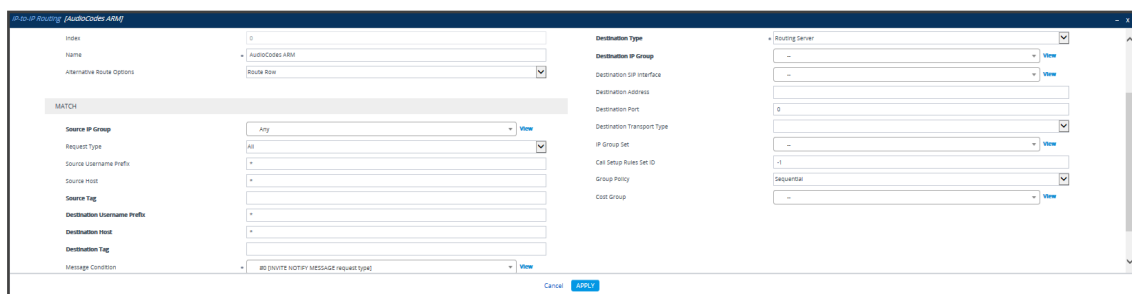 IP-to-IP Routing [AudioCodes ARM]
– x
Index
0
Name
AudioCodes ARM
Alternative Route Options
Route Row
MATCH
Source IP Group
Any
View
Request Type
All
Source Username Prefix
*
Source Host
*
Source Tag
Destination Username Prefix
*
Destination Host
*
Destination Tag
Message Condition
#0 [INVITE NOTIFY MESSAGE request type]
View
Destination Type
Routing Server
Destination IP Group
--
View
Destination SIP Interface
--
View
Destination Address
Destination Port
0
Destination Transport Type
IP Group Set
--
View
Call Setup Rules Set ID
-1
Group Policy
Sequential
Cost Group
--
View
Cancel
APPLY